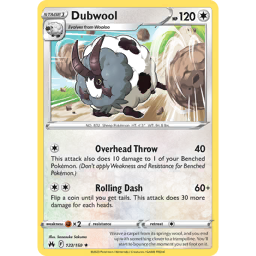 STAGE 1
Dubwool
HP 120
Evolves from Wooloo
Overhead Throw 40
This attack also does 10 damage to 1 of your Benched
Pokémon. (Don't apply Weakness and Resistance for Benched
Pokémon.)
Rolling Dash 60+
Flip a coin until you get tails. This attack does 30 more
damage for each heads.
weakness ×2 resistance retreat